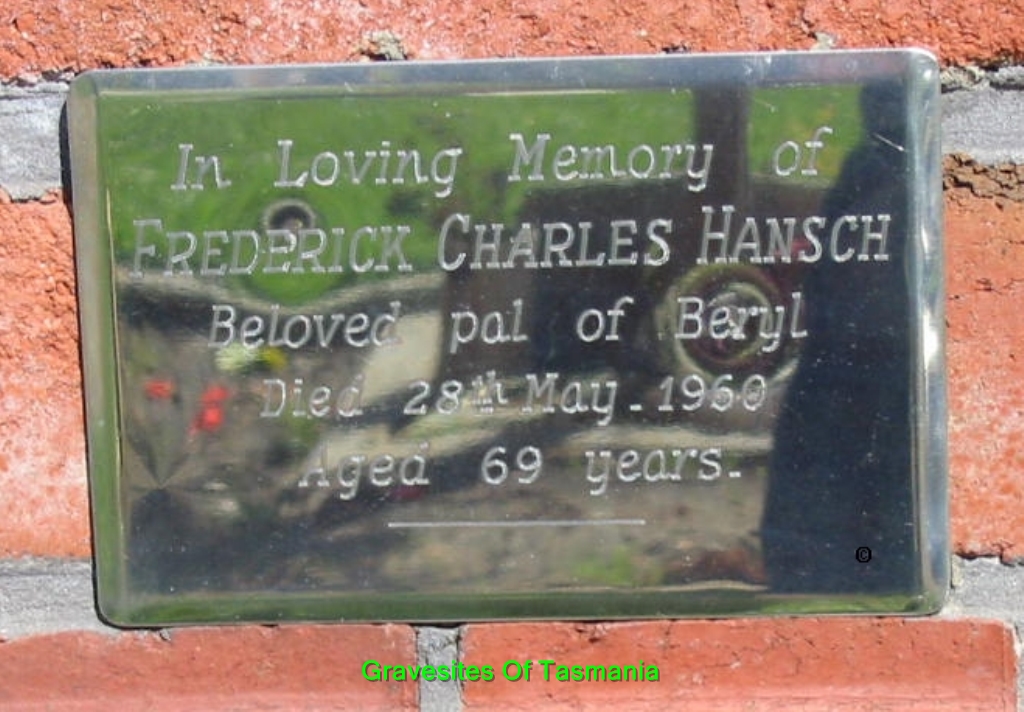 In Loving Memory of
FREDERICK CHARLES HANSCH
Beloved pal of Beryl
Died 28th May. 1960
Aged 69 years.
©
Gravesites Of Tasmania